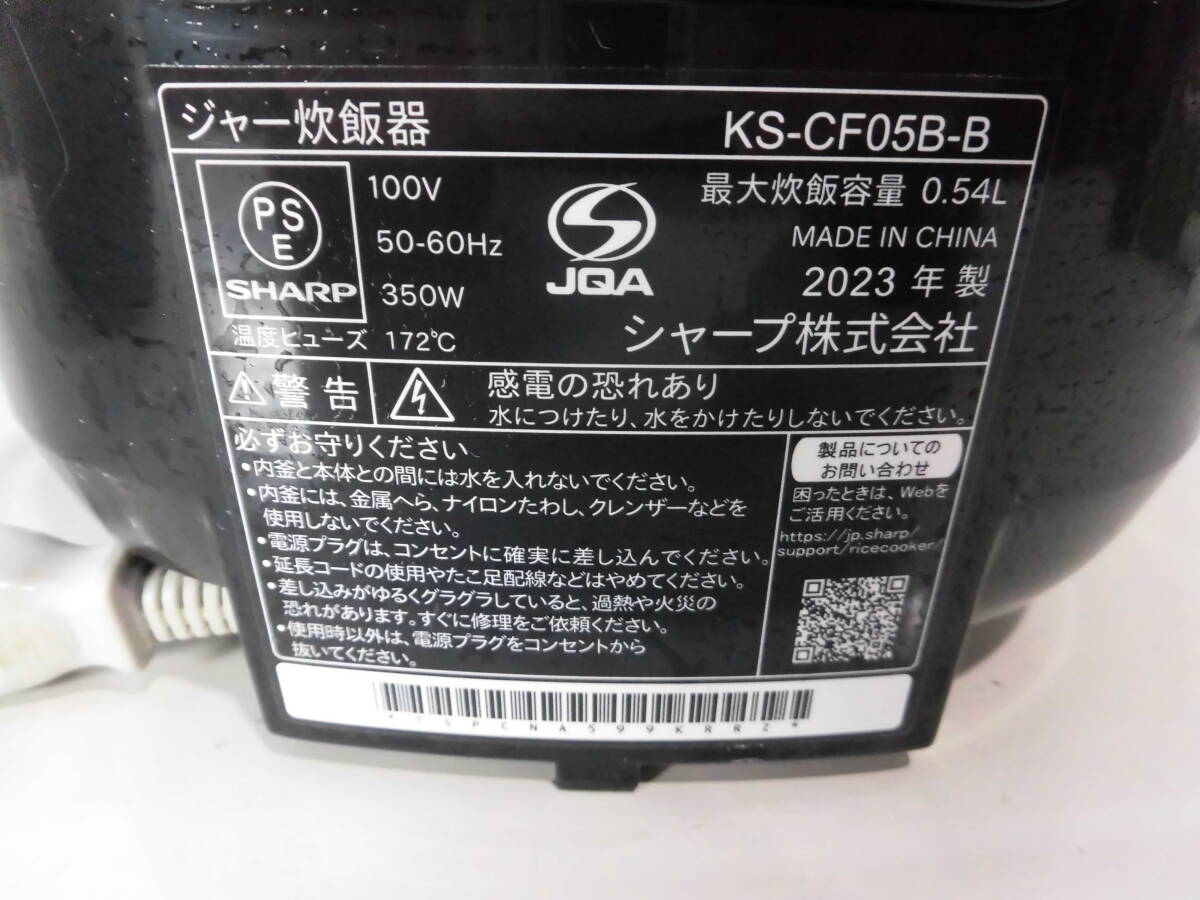 ジャー炊飯器 KS-CF05B-B
PS
E
SHARP
100V
50-60Hz
350W
温度ヒューズ 172℃
JQA
最大炊飯容量 0.54L
MADE IN CHINA
2023年製
シャープ株式会社
警告
感電の恐れあり
水につけたり、水をかけたりしないでください。
必ずお守りください
•内釜と本体との間には水を入れないでください。
•内釜には、金属へら、ナイロンたわし、クレンザーなどを
使用しないでください。
•電源プラグは、コンセントに確実に差し込んでください。
•延長コードの使用やたこ足配線などはやめてください。
•差し込みがゆるくグラグラしていると、過熱や火災の
恐れがあります。すぐに修理をご依頼ください。
•使用時以外は、電源プラグをコンセントから
抜いてください。
製品についての
お問い合わせ
困ったときは、Webを
ご活用ください。
https://jp.sharp/
support/ricecooker/
*TSPCNA599KRRZ*